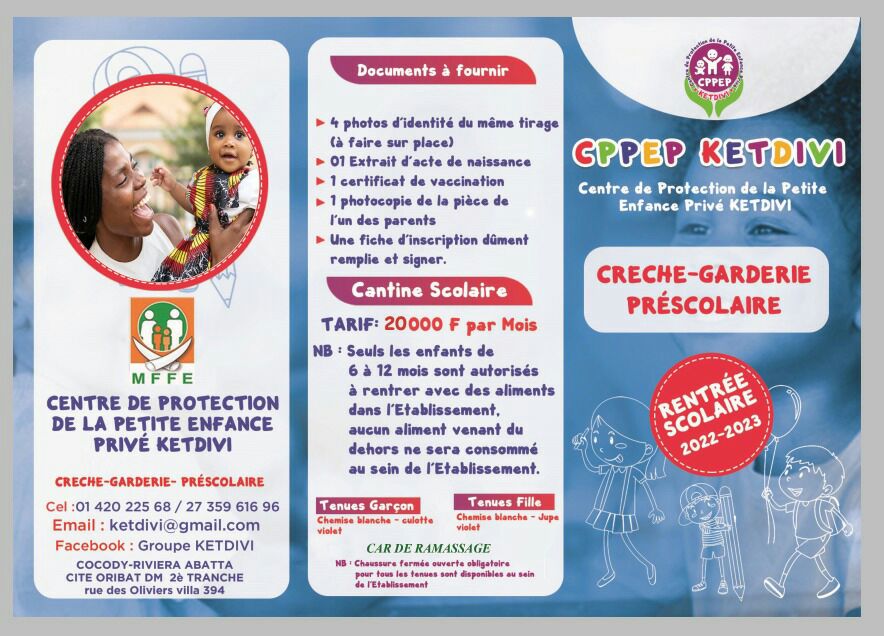 MFFE
CENTRE DE PROTECTION
DE LA PETITE ENFANCE
PRIVÉ KETDIVI
CRECHE-GARDERIE- PRÉSCOLAIRE
Cel :01 420 225 68 / 27 359 616 96
Email : ketdivi@gmail.com
Facebook : Groupe KETDIVI
COCODY-RIVIERA ABATTA
CITE ORIBAT DM 2è TRANCHE
rue des Oliviers villa 394
Documents à fournir
4 photos d'identité du même tirage
(à faire sur place)
01 Extrait d'acte de naissance
1 certificat de vaccination
1 photocopie de la pièce de
l'un des parents
Une fiche d'inscription dûment
remplie et signer.
Cantine Scolaire
TARIF: 20000 F par Mois
NB : Seuls les enfants de
6 à 12 mois sont autorisés
à rentrer avec des aliments
dans l'Etablissement,
aucun aliment venant du
dehors ne sera consommé
au sein de l'Etablisement.
Tenues Garçon
Chemise blanche - culotte
violet
Tenues Fille
Chemise blanche - Jupe
violet
CAR DE RAMASSAGE
NB : Chaussure fermée ouverte obligatoire
pour tous les tenues sont disponibles au sein
de l'Etablissement
Centre de Protection de la Petite Enfance
CPPEP
KETDIVI
CPPEP KETDIVI
Centre de Protection de la Petite
Enfance Privé KETDIVI
CRECHE-GARDERIE
PRÉSCOLAIRE
RENTRÉE
SCOLAIRE
2022-2023